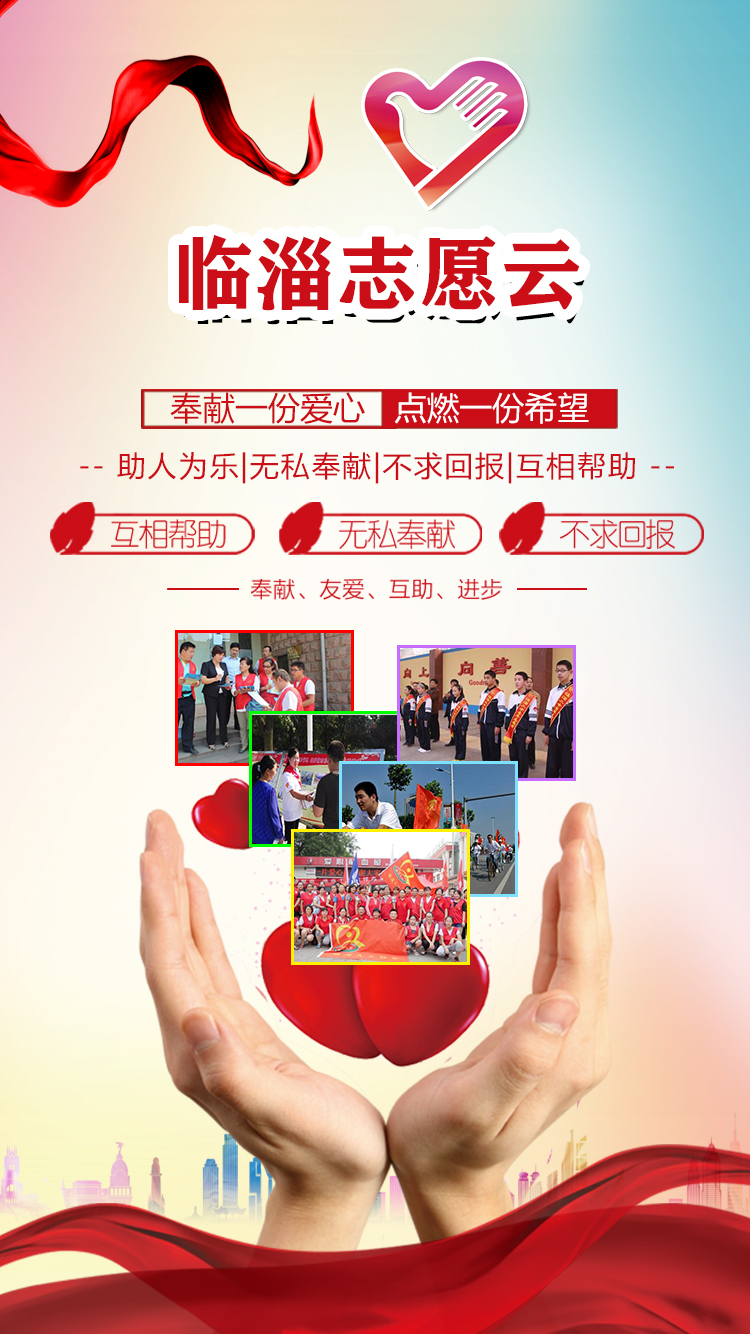 临淄志愿云
奉献一份爱心 点燃一份希望
-- 助人为乐|无私奉献|不求回报|互相帮助 --
互相帮助 无私奉献 不求回报
奉献、友爱、互助、进步
向上 向善